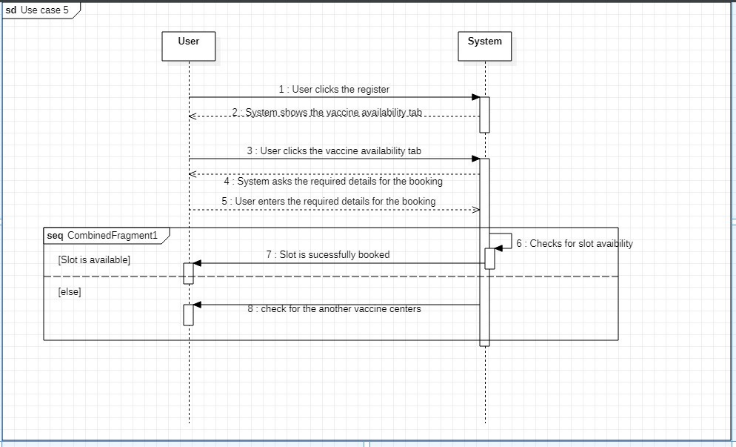 sd Use case 5
User
System
1 : User clicks the register
2 : System shows the vaccine availability tab
3 : User clicks the vaccine availability tab
4 : System asks the required details for the booking
5 : User enters the required details for the booking
seq CombinedFragment1
6 : Checks for slot avaibility
7 : Slot is sucessfully booked
[Slot is available]
[else]
8 : check for the another vaccine centers